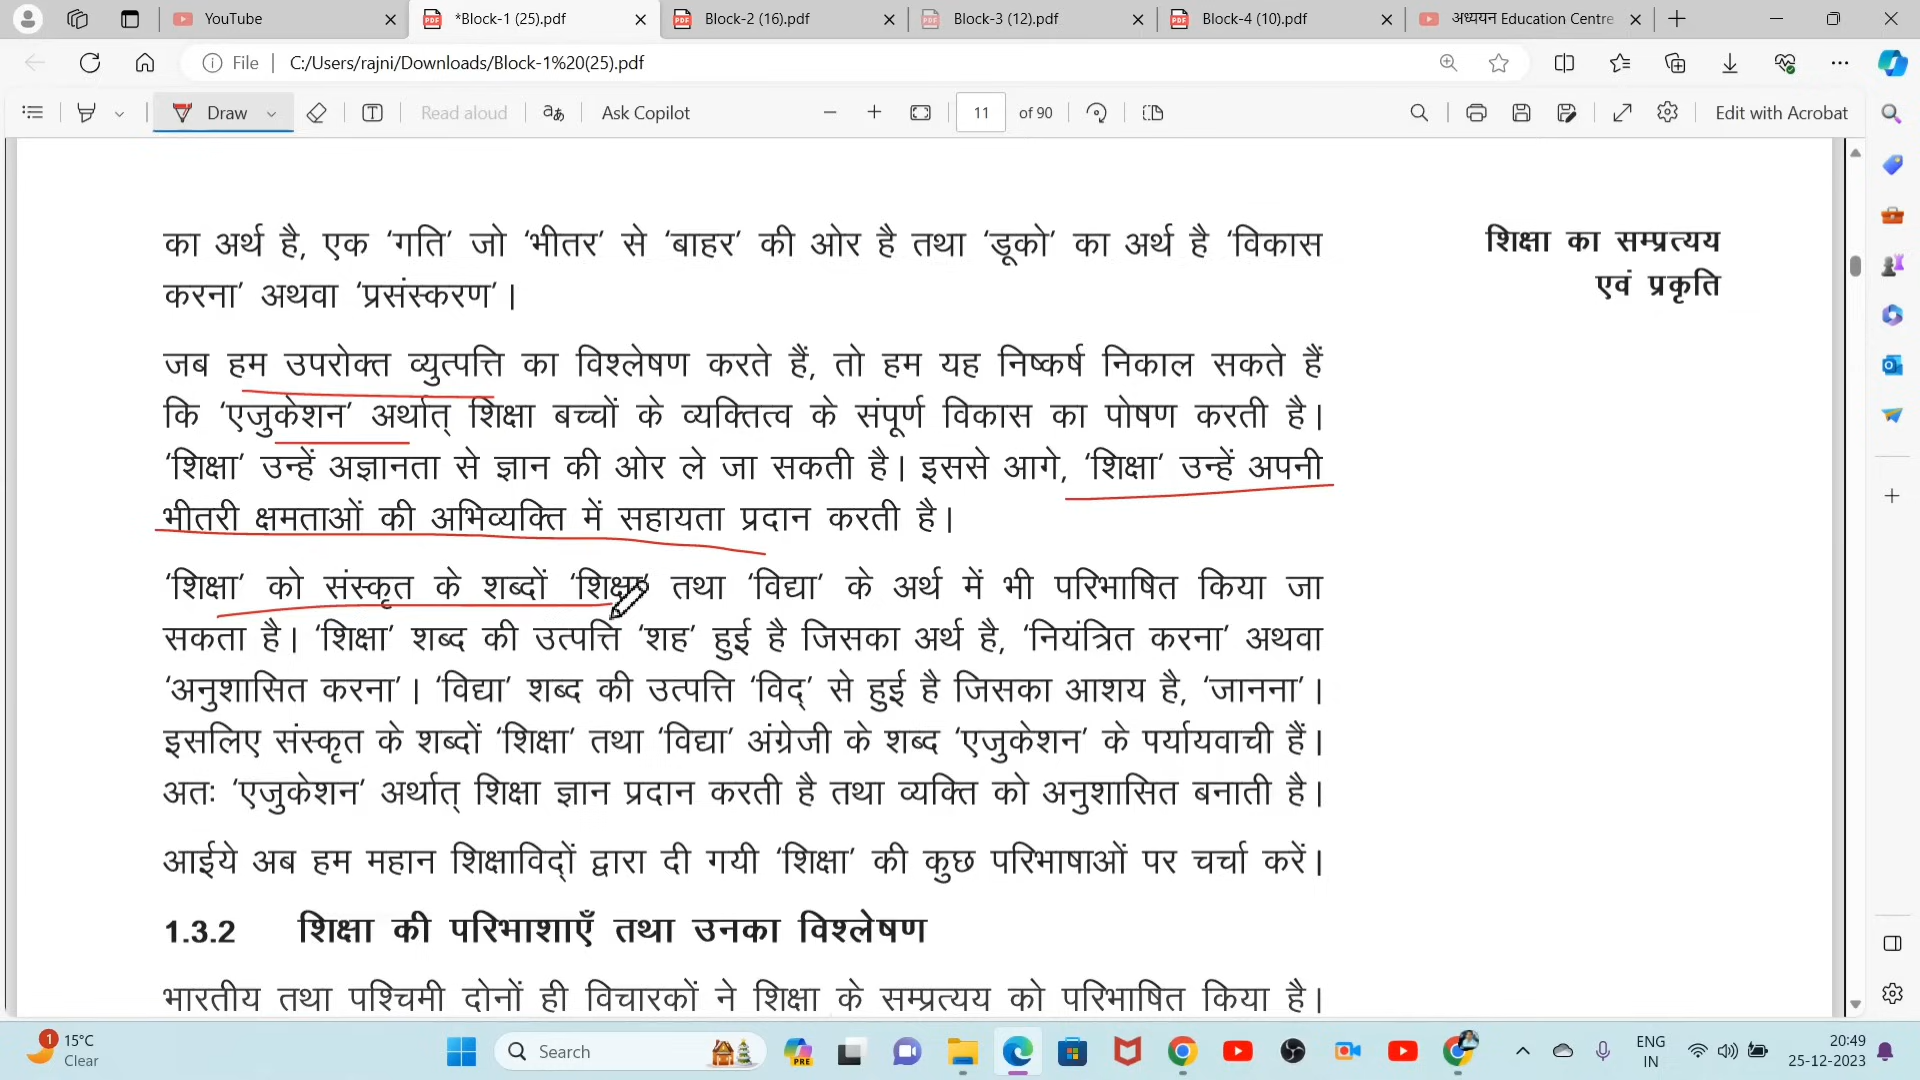 YouTube
*Block-1 (25).pdf
Block-2 (16).pdf
Block-3 (12).pdf
Block-4 (10).pdf
अध्ययन Education Centre
File
C:/Users/rajni/Downloads/Block-1%20(25).pdf
Draw
Read aloud
Ask Copilot
11
of 90
Edit with Acrobat
का अर्थ है, एक ‘गति’ जो ‘भीतर’ से ‘बाहर’ की ओर है तथा ‘डूको’ का अर्थ है ‘विकास
करना’ अथवा ‘प्रसंस्करण’।
शिक्षा का सम्प्रत्यय
एवं प्रकृति
जब हम उपरोक्त व्युत्पत्ति का विश्लेषण करते हैं, तो हम यह निष्कर्ष निकाल सकते हैं
कि ‘एजुकेशन’ अर्थात् शिक्षा बच्चों के व्यक्तित्व के संपूर्ण विकास का पोषण करती है।
‘शिक्षा’ उन्हें अज्ञानता से ज्ञान की ओर ले जा सकती है। इससे आगे, ‘शिक्षा’ उन्हें अपनी
भीतरी क्षमताओं की अभिव्यक्ति में सहायता प्रदान करती है।
‘शिक्षा’ को संस्कृत के शब्दों ‘शिक्षा’ तथा ‘विद्या’ के अर्थ में भी परिभाषित किया जा
सकता है। ‘शिक्षा’ शब्द की उत्पत्ति ‘शह’ हुई है जिसका अर्थ है, ‘नियंत्रित करना’ अथवा
‘अनुशासित करना’। ‘विद्या’ शब्द की उत्पत्ति ‘विद्’ से हुई है जिसका आशय है, ‘जानना’।
इसलिए संस्कृत के शब्दों ‘शिक्षा’ तथा ‘विद्या’ अंग्रेजी के शब्द ‘एजुकेशन’ के पर्यायवाची हैं।
अतः ‘एजुकेशन’ अर्थात् शिक्षा ज्ञान प्रदान करती है तथा व्यक्ति को अनुशासित बनाती है।
आईये अब हम महान शिक्षाविदों द्वारा दी गयी ‘शिक्षा’ की कुछ परिभाषाओं पर चर्चा करें।
1.3.2 शिक्षा की परिभाशाएँ तथा उनका विश्लेषण
भारतीय तथा पश्चिमी दोनों ही विचारकों ने शिक्षा के सम्प्रत्यय को परिभाषित किया है।
1
15°C
Clear
Search
PRE
ENG
IN
20:49
25-12-2023